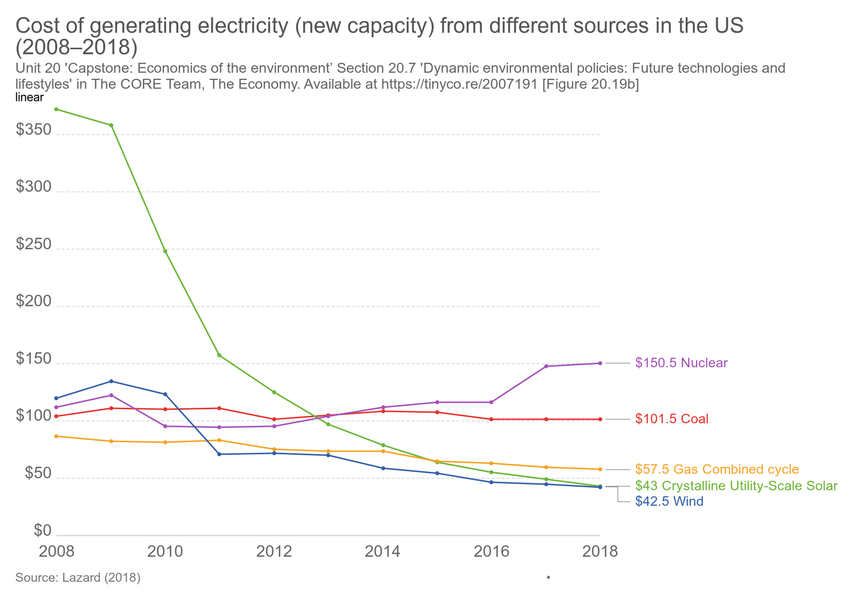 Cost of generating electricity (new capacity) from different sources in the US
(2008–2018)
Unit 20 'Capstone: Economics of the environment’ Section 20.7 'Dynamic environmental policies: Future technologies and
lifestyles' in The CORE Team, The Economy. Available at https://tinyco.re/2007191 [Figure 20.19b]
linear
$350
$300
$250
$200
$150
$100
$50
$0
$150.5 Nuclear
$101.5 Coal
$57.5 Gas Combined cycle
$43 Crystalline Utility-Scale Solar
$42.5 Wind
2008
2010
2012
2014
2016
2018
Source: Lazard (2018)